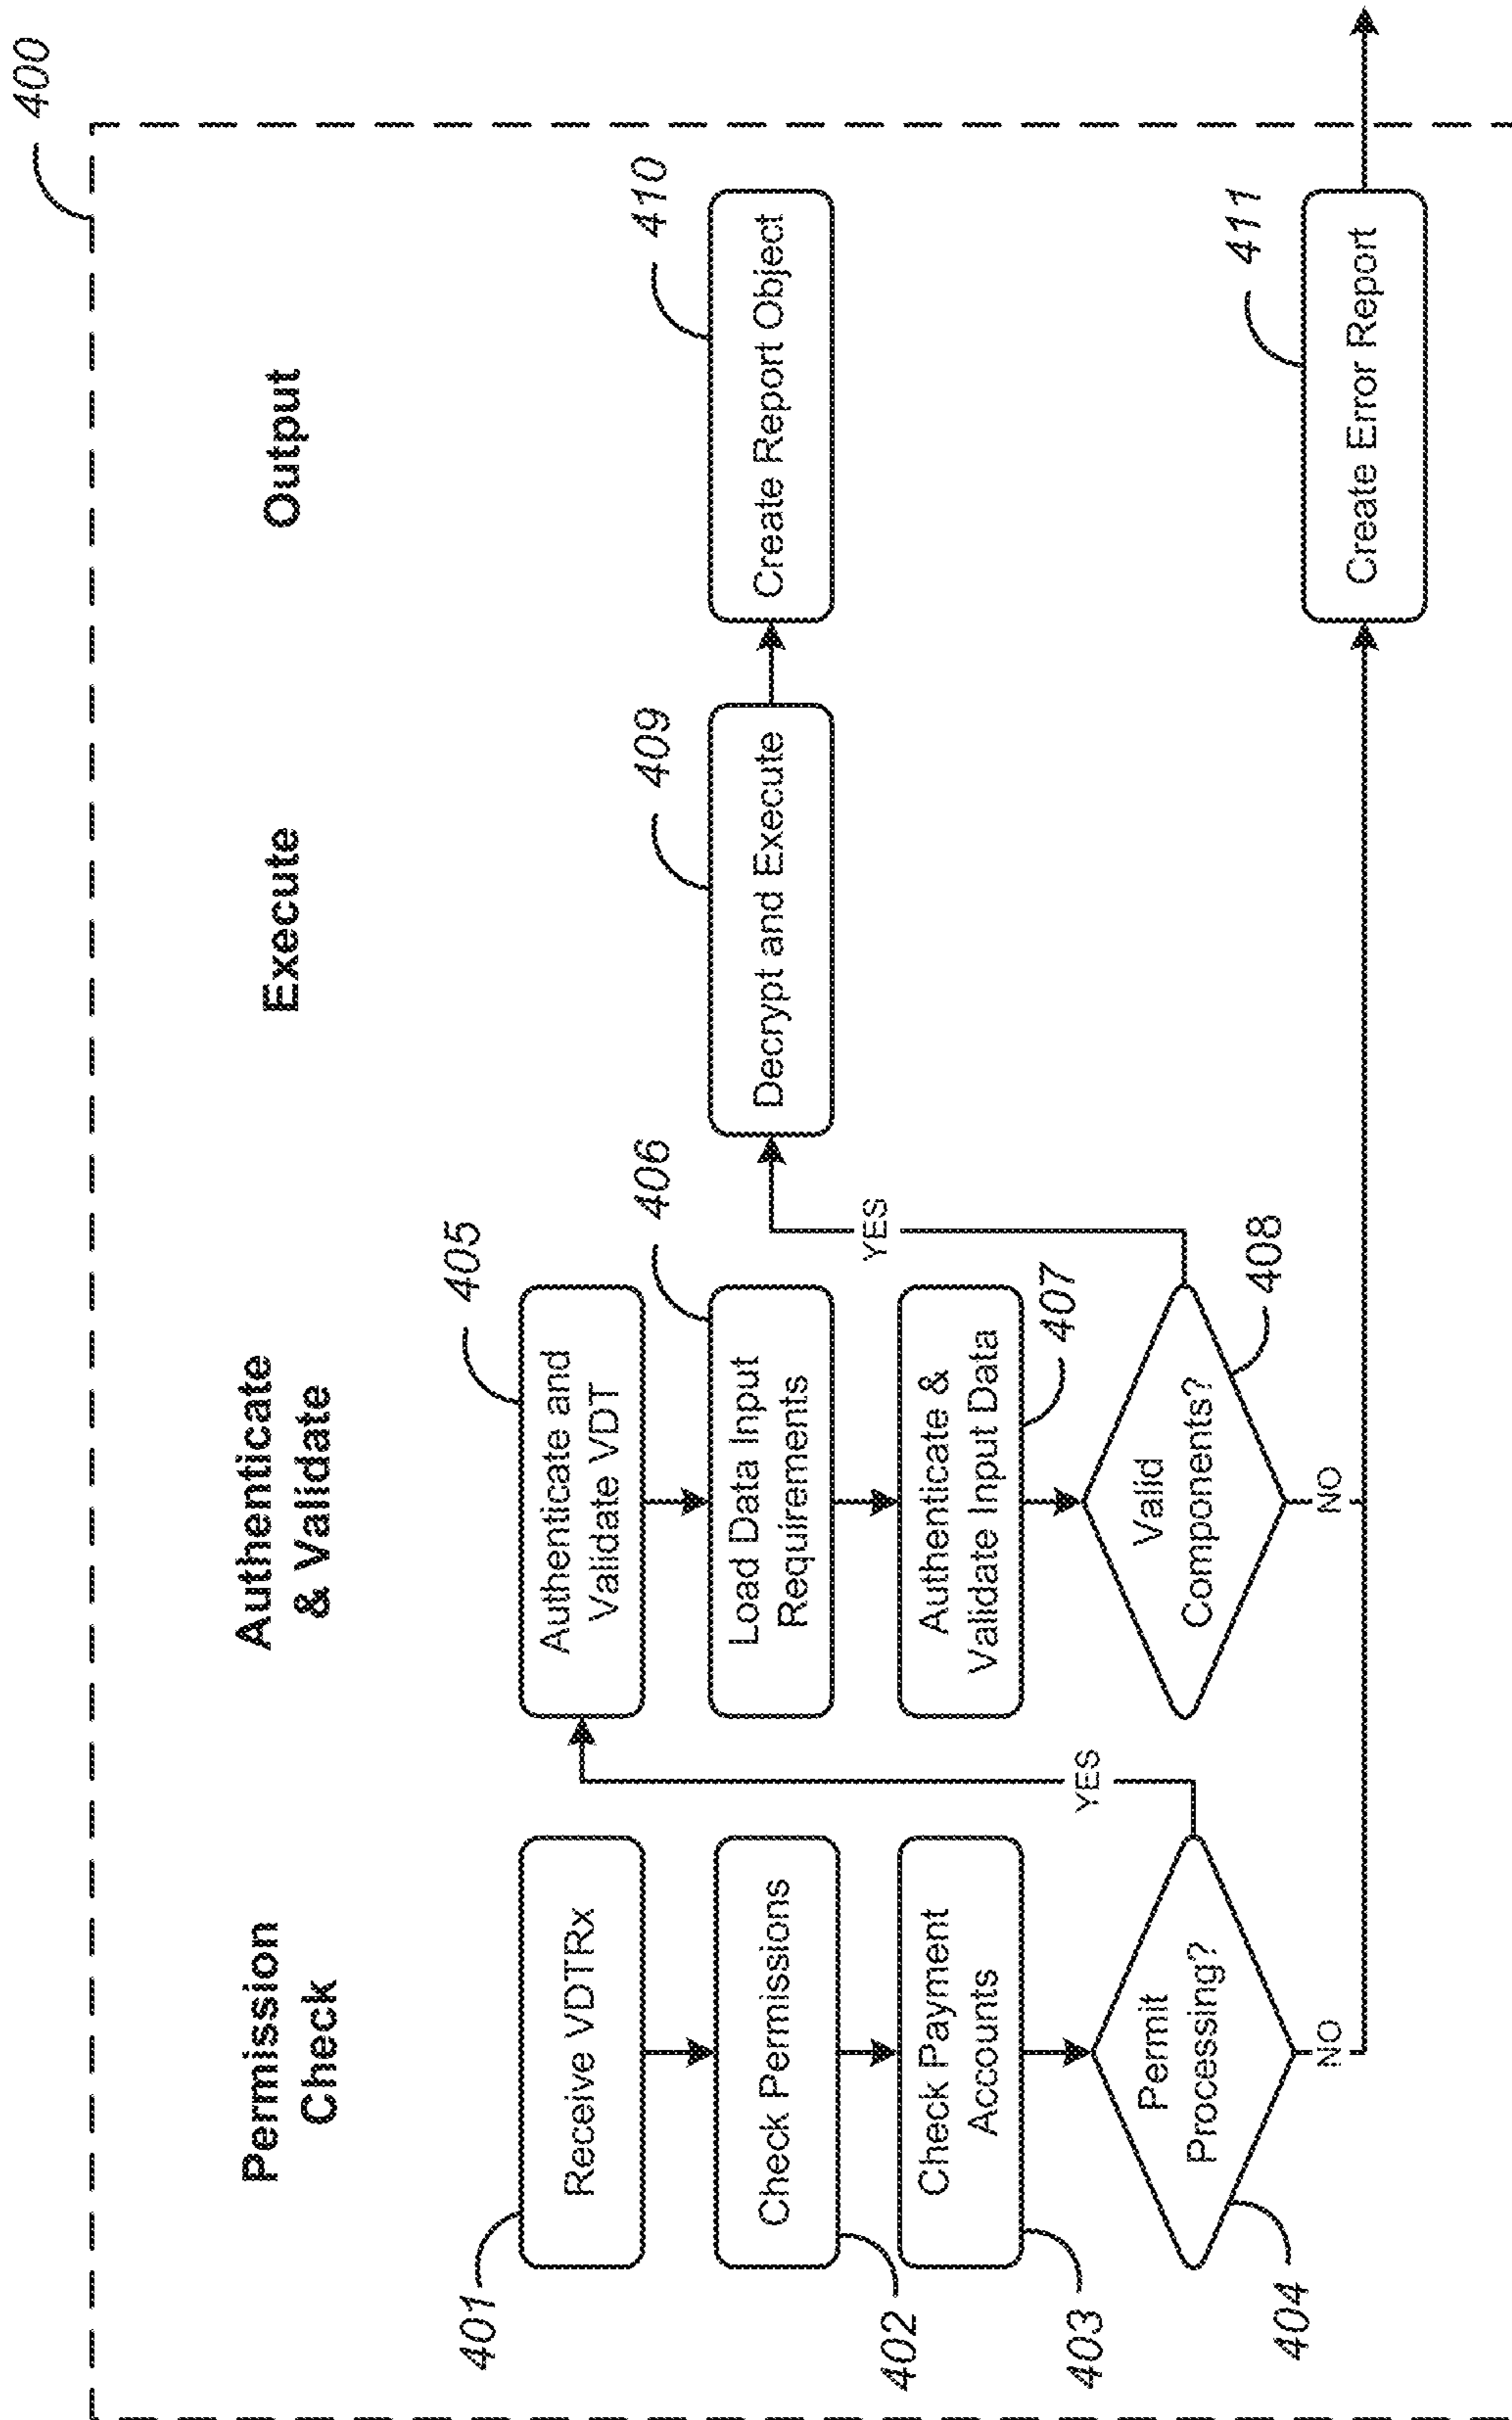 400
Permission
Check
Authenticate
& Validate
Execute
Output
401
Receive VDTRx
402
Check Permissions
403
Check Payment
Accounts
404
Permit
Processing?
YES
NO
405
Authenticate and
Validate VDT
406
Load Data Input
Requirements
407
Authenticate &
Validate Input Data
408
Valid
Components?
YES
NO
409
Decrypt and Execute
410
Create Report Object
411
Create Error Report